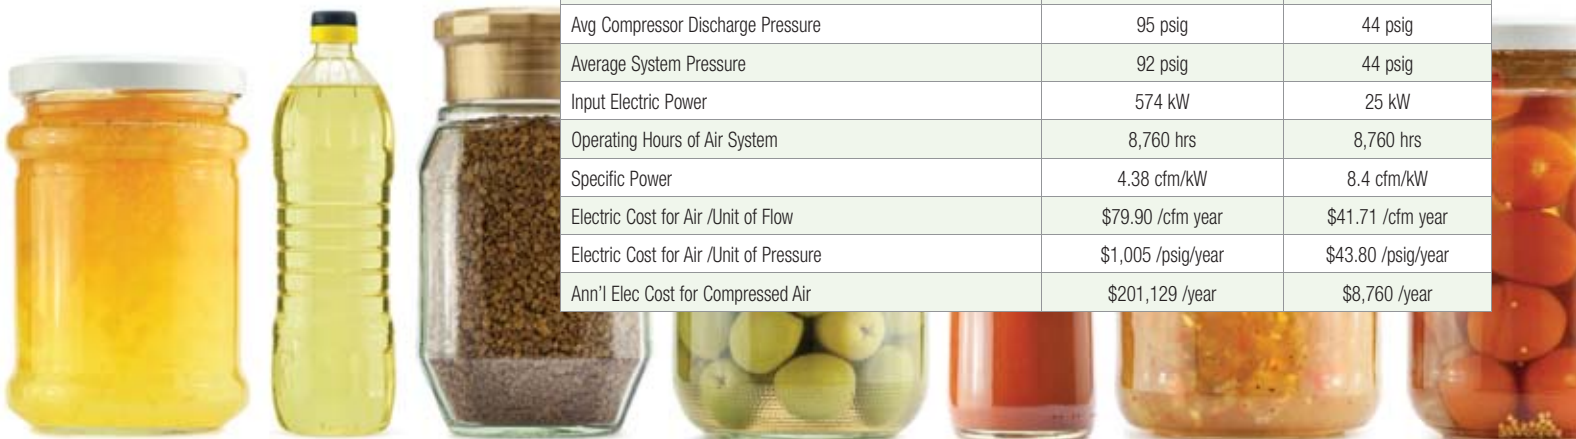 Avg Compressor Discharge Pressure 95 psig 44 psig
Average System Pressure 92 psig 44 psig
Input Electric Power 574 kW 25 kW
Operating Hours of Air System 8,760 hrs 8,760 hrs
Specific Power 4.38 cfm/kW 8.4 cfm/kW
Electric Cost for Air /Unit of Flow $79.90 /cfm year $41.71 /cfm year
Electric Cost for Air /Unit of Pressure $1,005 /psig/year $43.80 /psig/year
Ann’l Elec Cost for Compressed Air $201,129 /year $8,760 /year